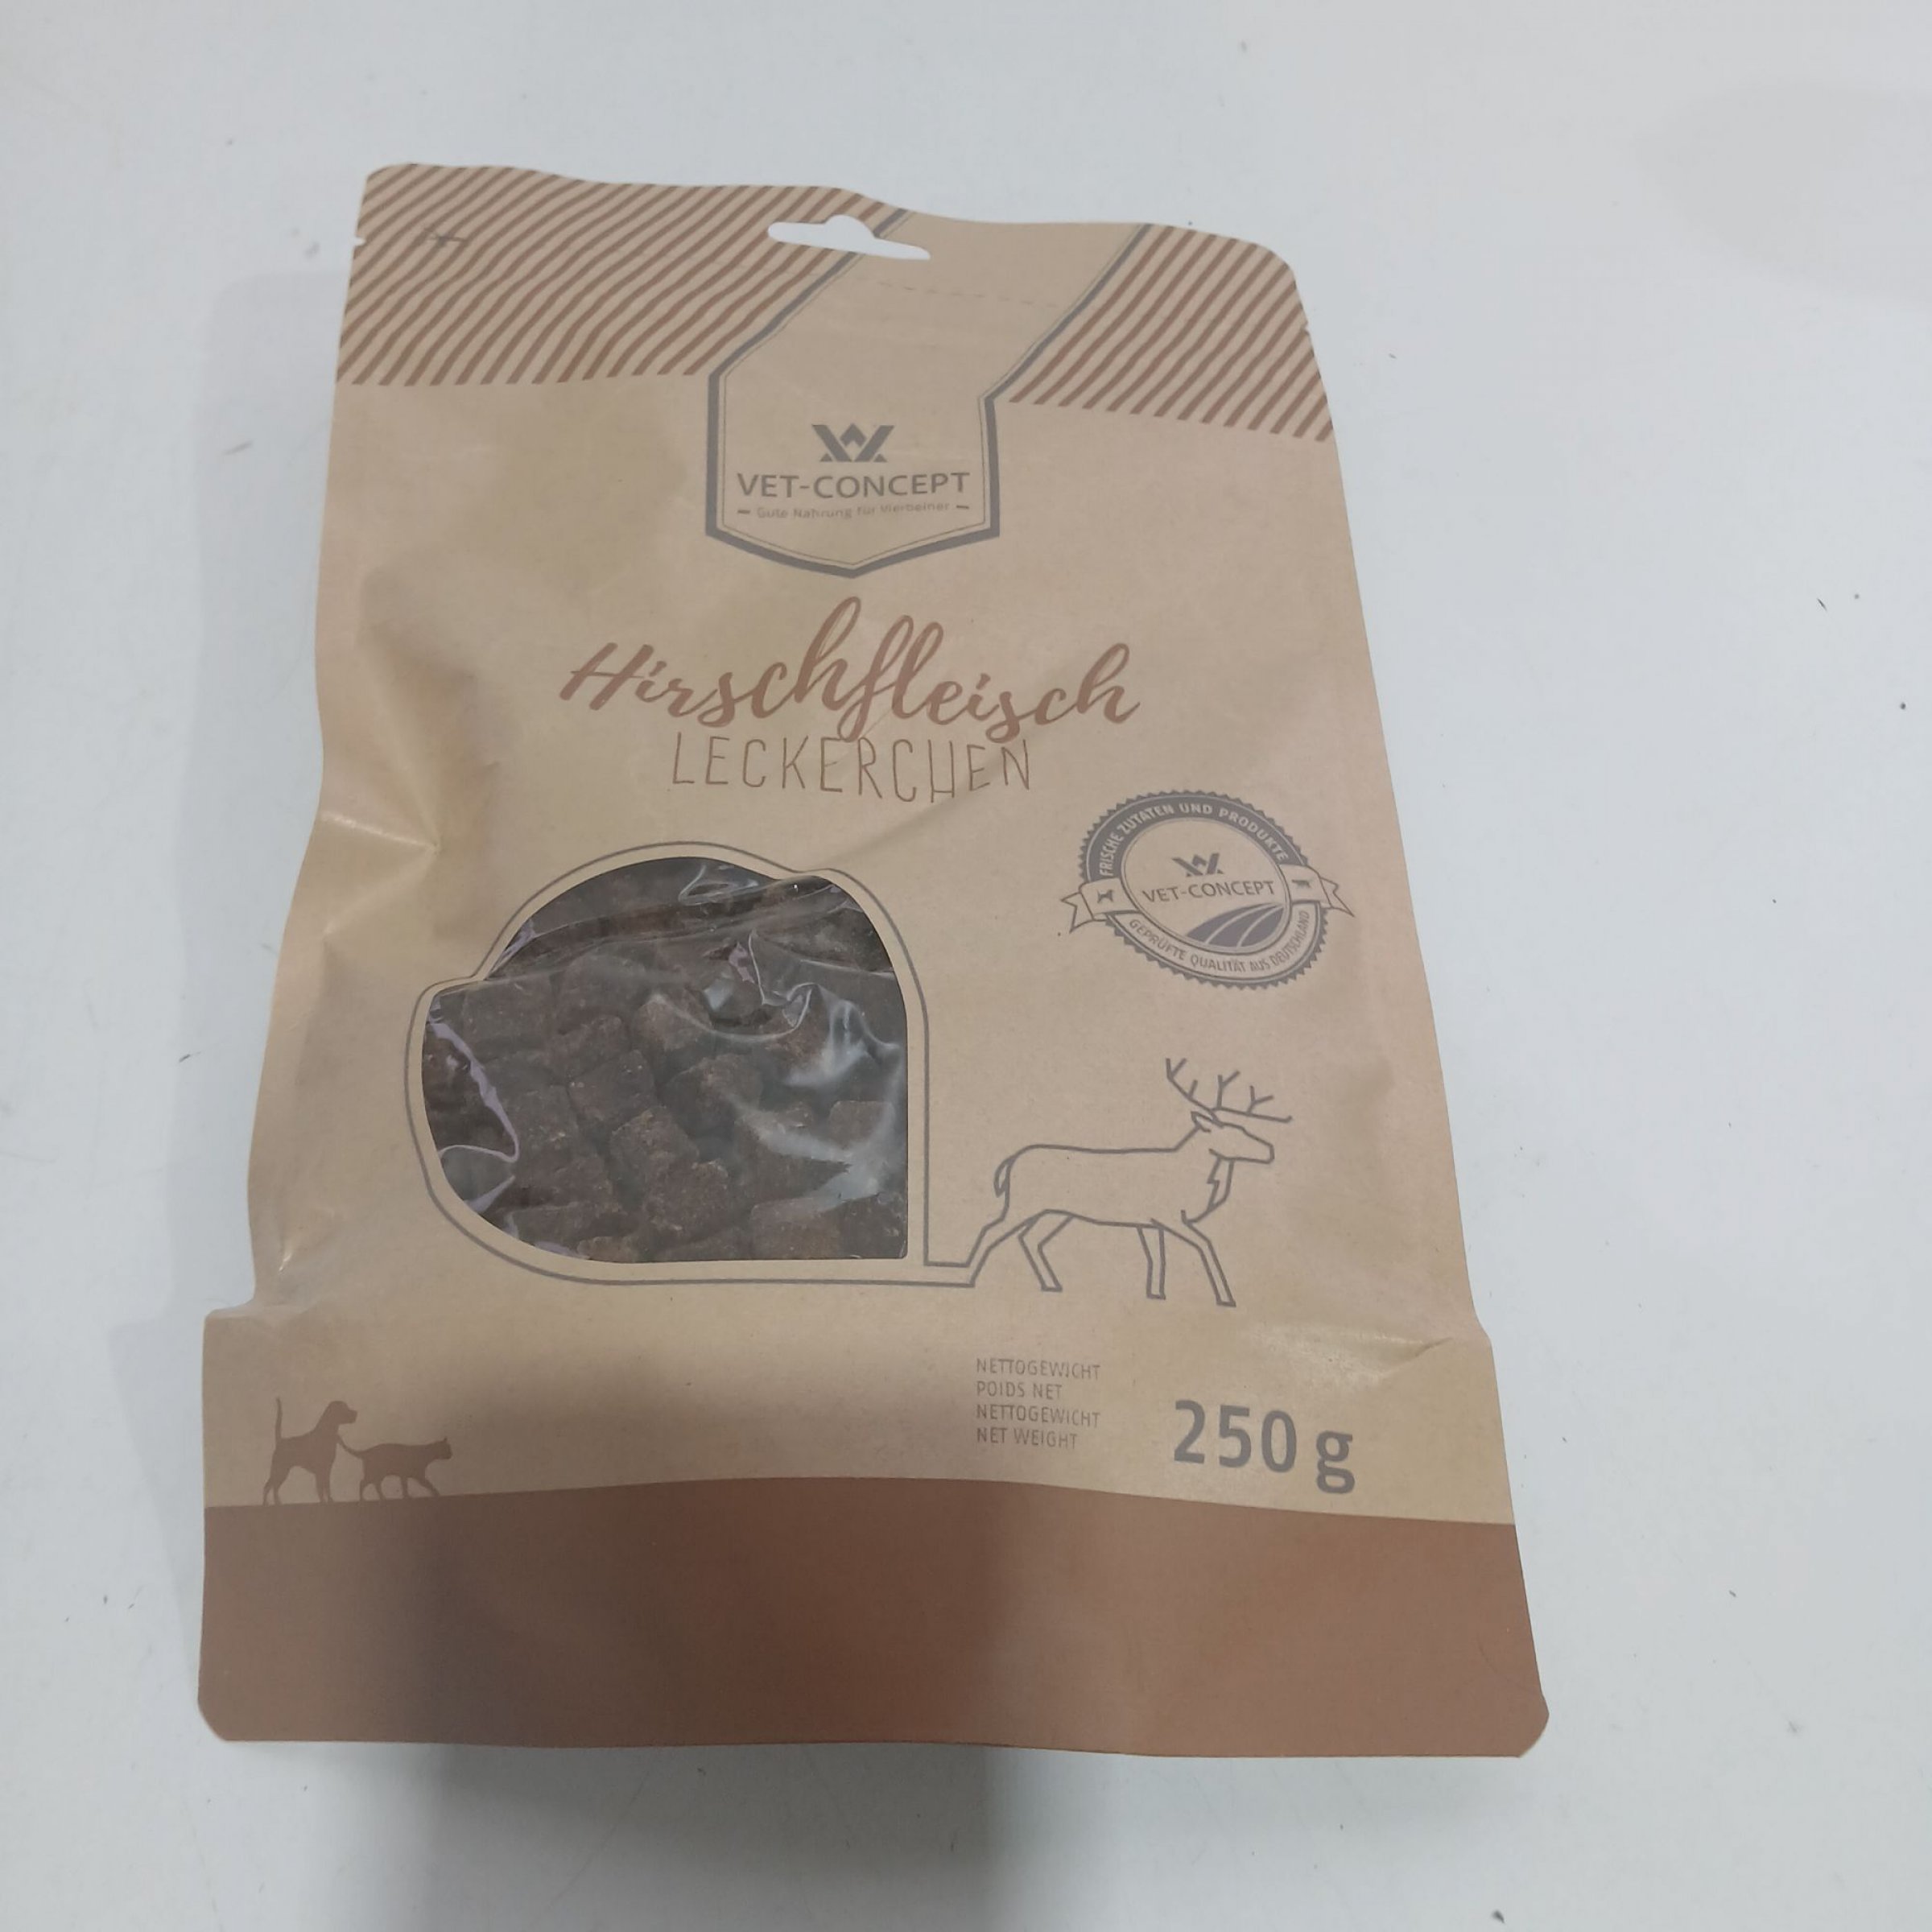 VET-CONCEPT
Gute Nahrung für Vierbeiner
Hirschfleisch
LECKERCHEN
FRISCHE ZUTATEN UND PRODUKTE
VET-CONCEPT
GEPRÜFTE QUALITÄT AUS DEUTSCHLAND
NETTOGEWICHT
POIDS NET
NETTOGEWICHT
NET WEIGHT
250 g